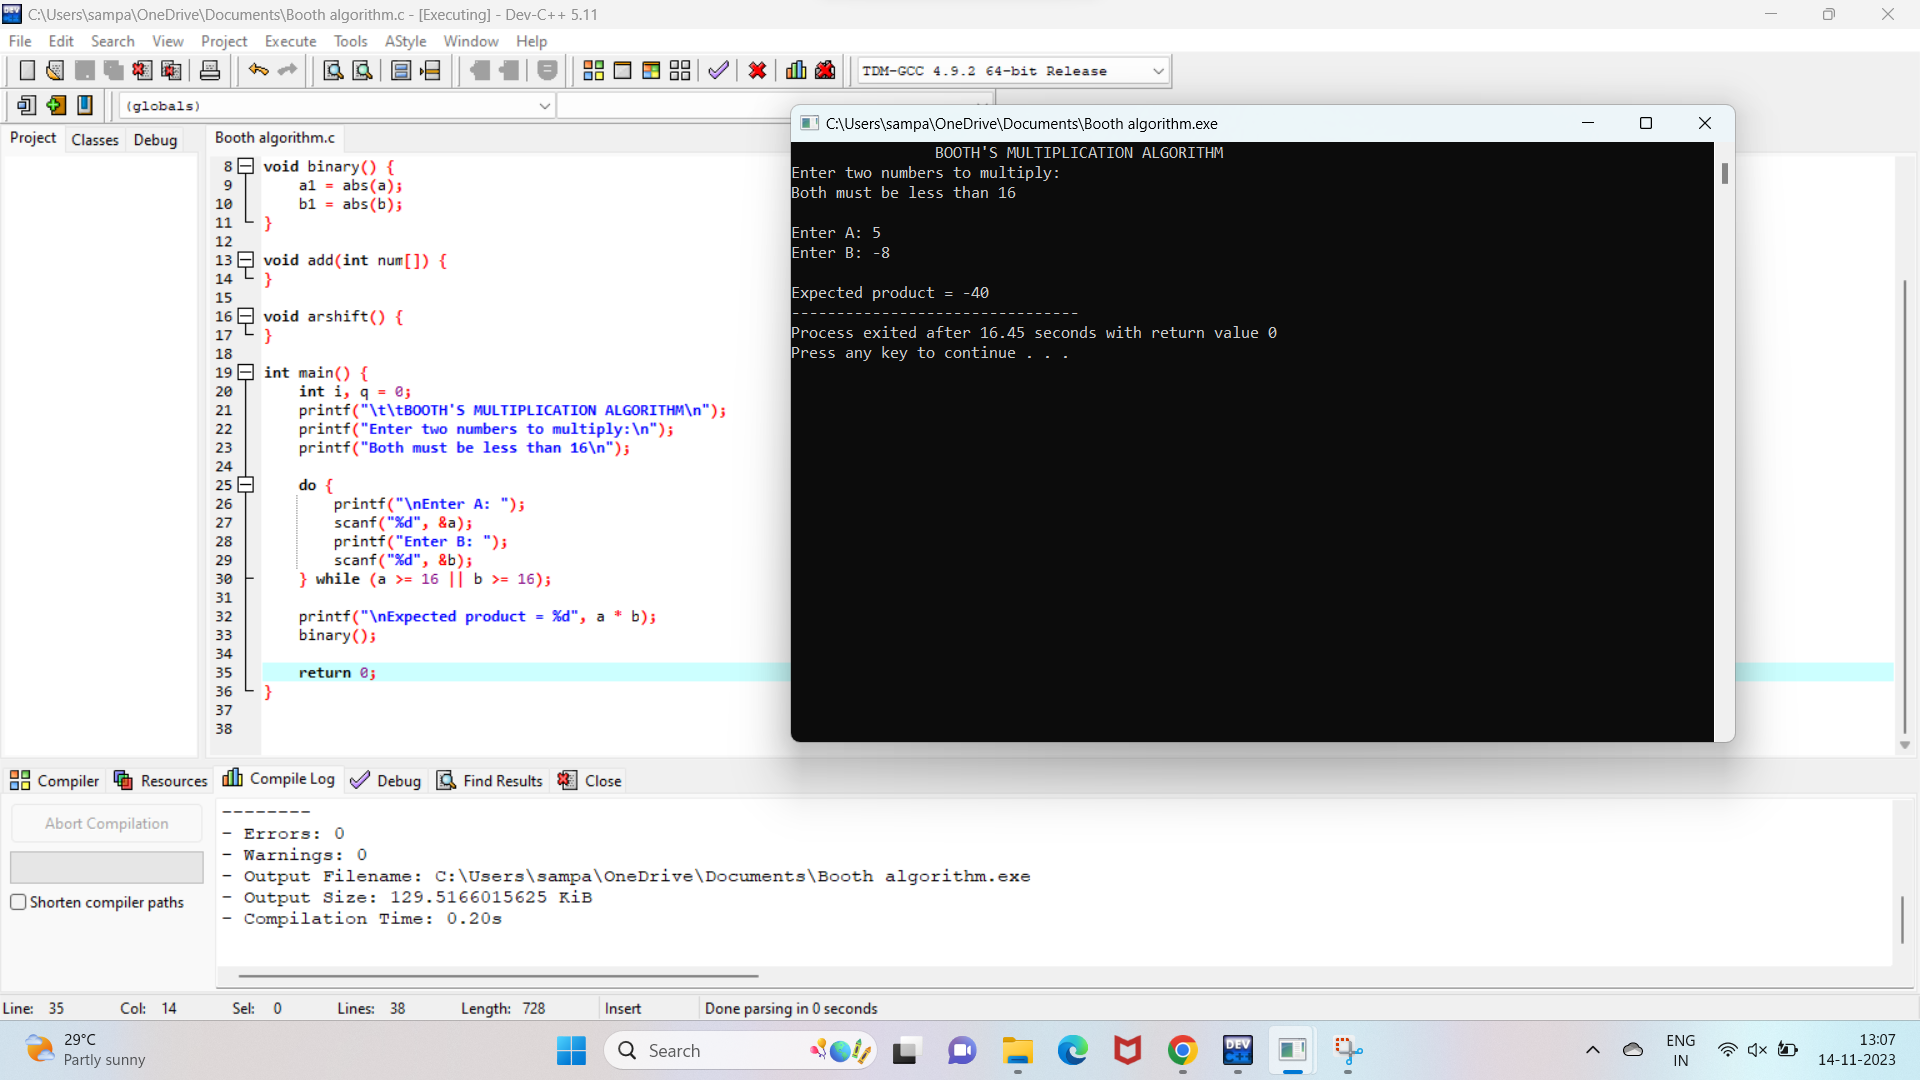 C:\Users\sampa\OneDrive\Documents\Booth algorithm.c - [Executing] - Dev-C++ 5.11
File Edit Search View Project Execute Tools AStyle Window Help
TDM-GCC 4.9.2 64-bit Release
(globals)
Project Classes Debug
Booth algorithm.c
8 void binary() {
9 a1 = abs(a);
10 b1 = abs(b);
11 }
12
13 void add(int num[]) {
14 }
15
16 void arshift() {
17 }
18
19 int main() {
20 int i, q = 0;
21 printf("\t\tBOOTH'S MULTIPLICATION ALGORITHM\n");
22 printf("Enter two numbers to multiply:\n");
23 printf("Both must be less than 16\n");
24
25 do {
26 printf("\nEnter A: ");
27 scanf("%d", &a);
28 printf("Enter B: ");
29 scanf("%d", &b);
30 } while (a >= 16 || b >= 16);
31
32 printf("\nExpected product = %d", a * b);
33 binary();
34
35 return 0;
36 }
37
38
C:\Users\sampa\OneDrive\Documents\Booth algorithm.exe
BOOTH'S MULTIPLICATION ALGORITHM
Enter two numbers to multiply:
Both must be less than 16
Enter A: 5
Enter B: -8
Expected product = -40
--------------------------------
Process exited after 16.45 seconds with return value 0
Press any key to continue . . .
Compiler Resources Compile Log Debug Find Results Close
Abort Compilation
Shorten compiler paths
--------
- Errors: 0
- Warnings: 0
- Output Filename: C:\Users\sampa\OneDrive\Documents\Booth algorithm.exe
- Output Size: 129.5166015625 KiB
- Compilation Time: 0.20s
Line: 35 Col: 14 Sel: 0 Lines: 38 Length: 728 Insert Done parsing in 0 seconds
29°C
Partly sunny
Search
DEV
ENG
IN
13:07
14-11-2023